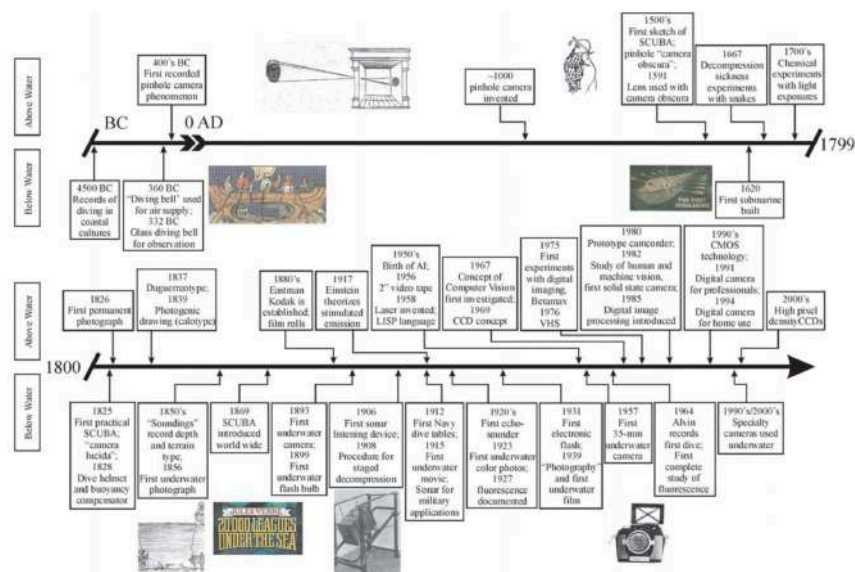 Above Water
Below Water
400's BC
First recorded
pinhole camera
phenomenon
~1000
pinhole camera
invented
1500's
First sketch of
SCUBA;
pinhole "camera
obscura";
1591
Lens used with
camera obscura
1667
Decompression
sickness
experiments
with snakes
1700's
Chemical
experiments
with light
exposures
BC
0 AD
1799
4500 BC
Records of
diving in
coastal
cultures
360 BC
"Diving bell" used
for air supply;
332 BC
Glass diving bell
for observation
THE FIRST
SUBMARINE
1620
First submarine
built
Above Water
Below Water
1826
First permanent
photograph
1837
Daguerreotype;
1839
Photogenic
drawing (calotype)
1880's
Eastman
Kodak is
established;
film rolls
1917
Einstein
theorizes
stimulated
emission
1950's
Birth of AI;
1956
2" video tape
1958
Laser invented;
LISP language
1967
Concept of
Computer Vision
first investigated;
1969
CCD concept
1975
First
experiments
with digital
imaging,
Betamax
1976
VHS
1980
Prototype camcorder;
1982
Study of human and
machine vision,
first solid state camera;
1985
Digital image
processing introduced
1990's
CMOS
technology;
1991
Digital camera
for professionals;
1994
Digital camera
for home use
2000's
High pixel
density CCDs
1800
1825
First practical
SCUBA;
"camera
lucida";
1828
Dive helmet
and buoyancy
compensator
1850's
"Soundings"
record depth
and terrain
type;
1856
First underwater
photograph
1869
SCUBA
introduced
world wide
1893
First
underwater
camera;
1899
First
underwater
flash bulb
1906
First sonar
listening device;
1908
Procedure for
staged
decompression
1912
First Navy
dive tables;
1915
First
underwater
movie;
Sonar for
military
applications
1920's
First echo-
sounder
1923
First underwater
color photos;
1927
fluorescence
documented
1931
First
electronic
flash;
1939
"Photography"
and first
underwater
film
1957
First
35-mm
underwater
camera
1964
Alvin
records
first dive;
First
complete
study of
fluorescence
1990's/2000's
Specialty
cameras used
underwater
JULES VERNE
20,000 LEAGUES
UNDER THE SEA